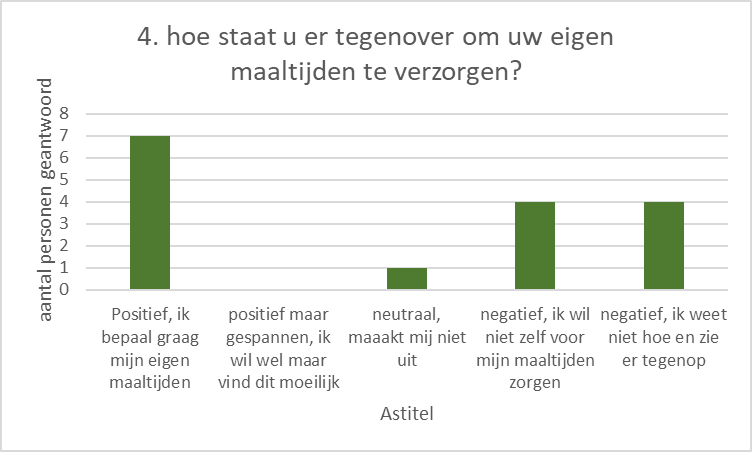 4. hoe staat u er tegenover om uw eigen
maaltijden te verzorgen?
aantal personen geantwoord
8
7
6
5
4
3
2
1
0
Positief, ik
bepaal graag
mijn eigen
maaltijden
positief maar
gespannen, ik
wil wel maar
vind dit moeilijk
neutraal,
maaakt mij niet
uit
negatief, ik wil
niet zelf voor
mijn maaltijden
zorgen
negatief, ik weet
niet hoe en zie
er tegenop
Astitel